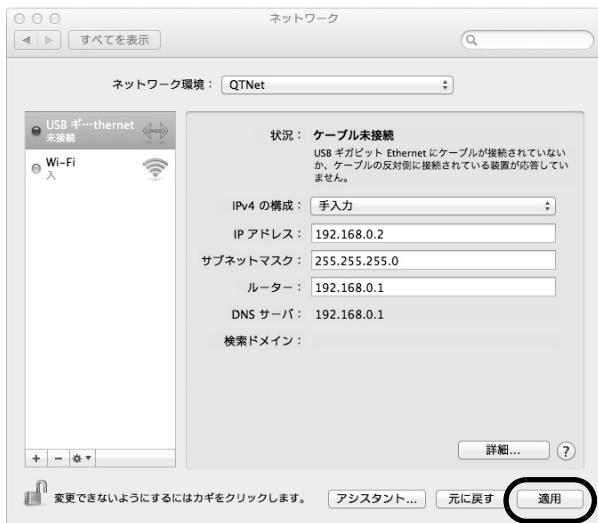 ネットワーク
すべてを表示
ネットワーク環境： QTNet
USB ギ…thernet
未接続
Wi-Fi
入
状況： ケーブル未接続
USB ギガビット Ethernet にケーブルが接続されていない
か、ケーブルの反対側に接続されている装置が応答してい
ません。
IPv4 の構成： 手入力
IP アドレス： 192.168.0.2
サブネットマスク： 255.255.255.0
ルーター： 192.168.0.1
DNS サーバ： 192.168.0.1
検索ドメイン：
詳細... ?
+ − 
変更できないようにするにはカギをクリックします。 アシスタント... 元に戻す 適用